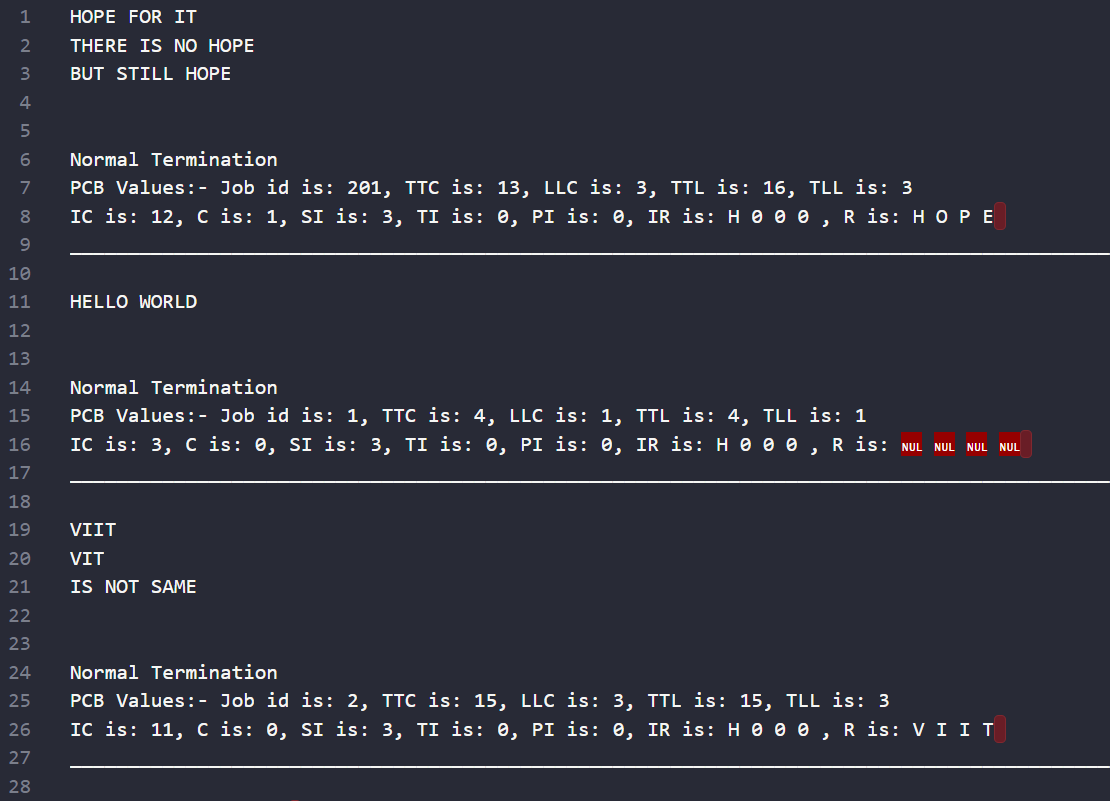 1 HOPE FOR IT
2 THERE IS NO HOPE
3 BUT STILL HOPE
4
5
6 Normal Termination
7 PCB Values:- Job id is: 201, TTC is: 13, LLC is: 3, TTL is: 16, TLL is: 3
8 IC is: 12, C is: 1, SI is: 3, TI is: 0, PI is: 0, IR is: H 0 0 0 , R is: H O P E
9 ________________________________________________________________________________
10
11 HELLO WORLD
12
13
14 Normal Termination
15 PCB Values:- Job id is: 1, TTC is: 4, LLC is: 1, TTL is: 4, TLL is: 1
16 IC is: 3, C is: 0, SI is: 3, TI is: 0, PI is: 0, IR is: H 0 0 0 , R is: NUL NUL NUL NUL
17 ________________________________________________________________________________
18
19 VIIT
20 VIT
21 IS NOT SAME
22
23
24 Normal Termination
25 PCB Values:- Job id is: 2, TTC is: 15, LLC is: 3, TTL is: 15, TLL is: 3
26 IC is: 11, C is: 0, SI is: 3, TI is: 0, PI is: 0, IR is: H 0 0 0 , R is: V I I T
27 ________________________________________________________________________________
28